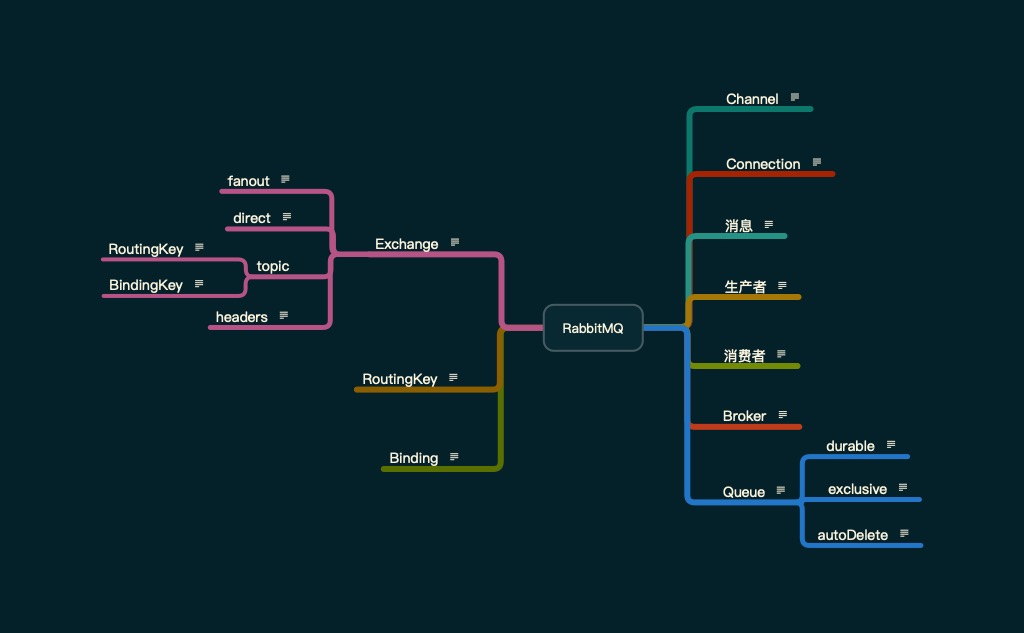 RabbitMQ
Channel
Connection
消息
生产者
消费者
Broker
Queue
durable
exclusive
autoDelete
Exchange
fanout
direct
topic
RoutingKey
BindingKey
headers
RoutingKey
Binding